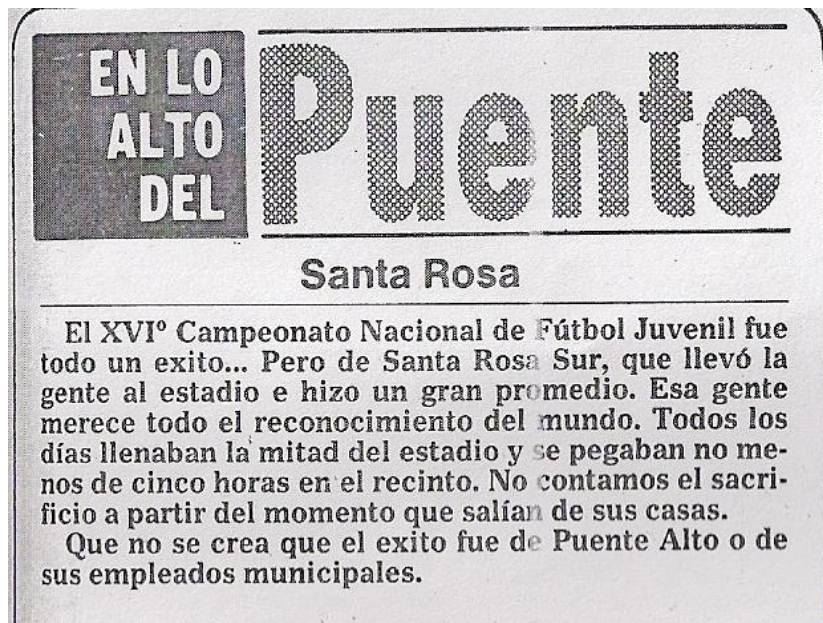 EN LO
ALTO
DEL
Puente
Santa Rosa
El XVIº Campeonato Nacional de Fútbol Juvenil fue
todo un exito... Pero de Santa Rosa Sur, que llevó la
gente al estadio e hizo un gran promedio. Esa gente
merece todo el reconocimiento del mundo. Todos los
días llenaban la mitad del estadio y se pegaban no me-
nos de cinco horas en el recinto. No contamos el sacri-
ficio a partir del momento que salían de sus casas.
Que no se crea que el exito fue de Puente Alto o de
sus empleados municipales.